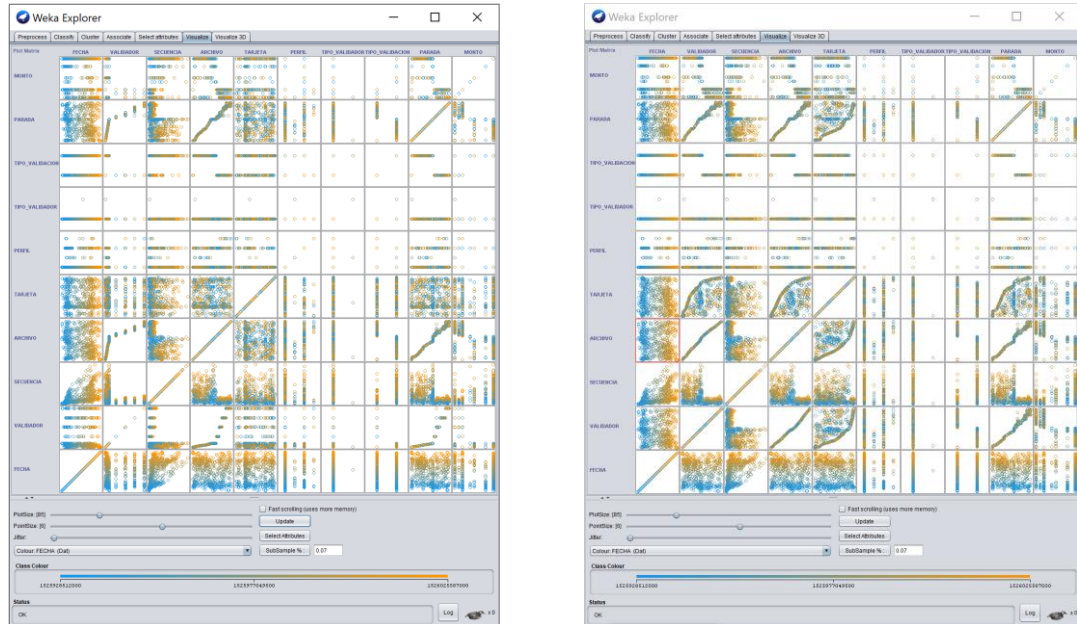 Weka Explorer
Preprocess Classify Cluster Associate Select attributes Visualize Visualize 3D
Plot Matrix FECHA VALIDADOR SECUENCIA ARCHIVO TARJETA PERFIL TIPO_VALIDADOR TIPO_VALIDACION PARADA MONTO
MONTO
PARADA
TIPO_VALIDACION
TIPO_VALIDADOR
PERFIL
TARJETA
ARCHIVO
SECUENCIA
VALIDADOR
FECHA
PlotSize: [85]
Fast scrolling (uses more memory)
PointSize: [6]
Update
Jitter:
Select Attributes
Colour: FECHA (Dat)
SubSample % : 0.07
Class Colour
Status
OK
Log
x 0
Weka Explorer
Preprocess Classify Cluster Associate Select attributes Visualize Visualize 3D
Plot Matrix FECHA VALIDADOR SECUENCIA ARCHIVO TARJETA PERFIL TIPO_VALIDADOR TIPO_VALIDACION PARADA MONTO
MONTO
PARADA
TIPO_VALIDACION
TIPO_VALIDADOR
PERFIL
TARJETA
ARCHIVO
SECUENCIA
VALIDADOR
FECHA
PlotSize: [85]
Fast scrolling (uses more memory)
PointSize: [6]
Update
Jitter:
Select Attributes
Colour: FECHA (Dat)
SubSample % : 0.07
Class Colour
Status
OK
Log
x 0